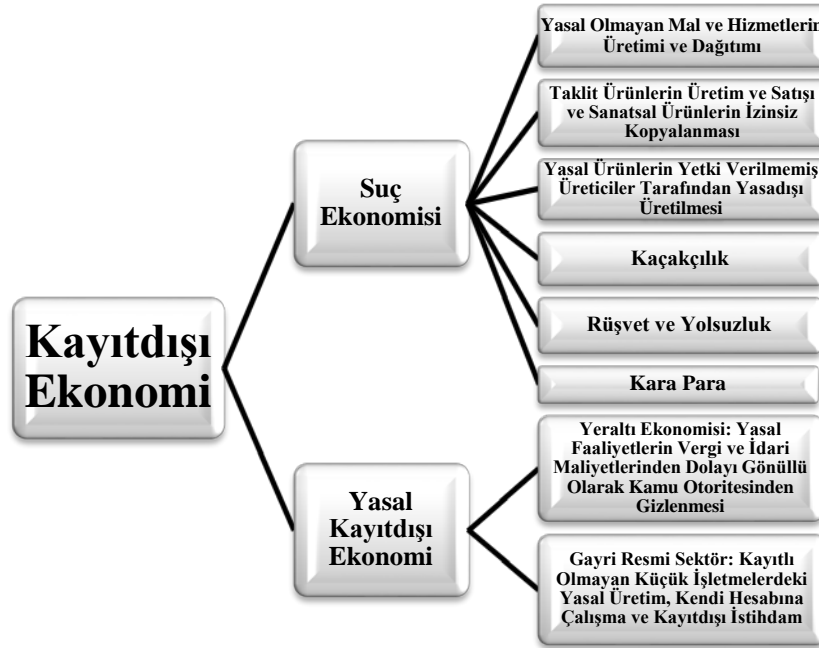 Yasal Olmayan Mal ve Hizmetlerin
Üretimi ve Dağıtımı
Taklit Ürünlerin Üretim ve Satışı
ve Sanatsal Ürünlerin İzinsiz
Kopyalanması
Suç
Ekonomisi
Yasal Ürünlerin Yetki Verilmemiş
Üreticiler Tarafından Yasadışı
Üretilmesi
Kaçakçılık
Rüşvet ve Yolsuzluk
Kara Para
Kayıtdışı
Ekonomi
Yasal
Kayıtdışı
Ekonomi
Yeraltı Ekonomisi: Yasal
Faaliyetlerin Vergi ve İdari
Maliyetlerinden Dolayı Gönüllü
Olarak Kamu Otoritesinden
Gizlenmesi
Gayri Resmi Sektör: Kayıtlı
Olmayan Küçük İşletmelerdeki
Yasal Üretim, Kendi Hesabına
Çalışma ve Kayıtdışı İstihdam